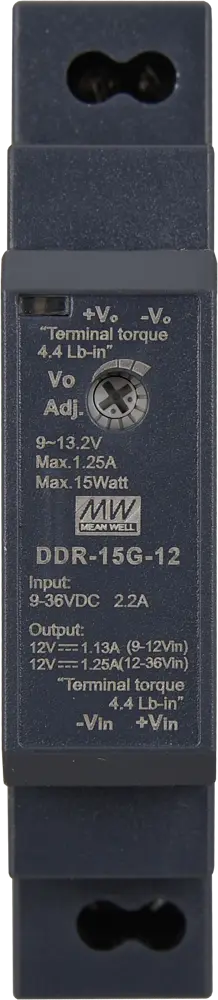 +Vo -Vo
"Terminal torque
4.4 Lb-in"
Vo
Adj.
9~13.2V
Max.1.25A
Max.15Watt
MW
MEAN WELL
DDR-15G-12
Input:
9-36VDC 2.2A
Output:
12V⎓1.13A (9-12Vin)
12V⎓1.25A(12-36Vin)
"Terminal torque
4.4 Lb-in"
-Vin +Vin